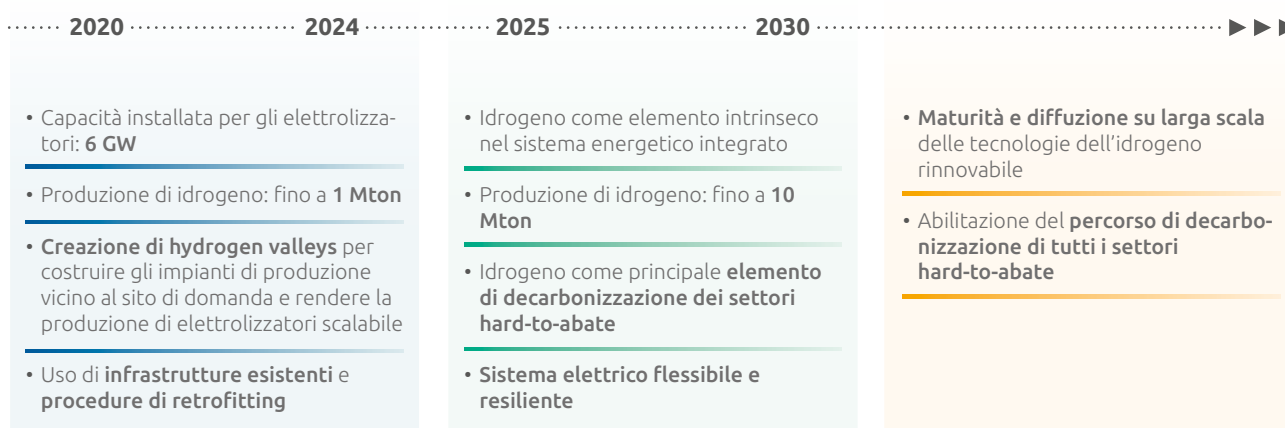 2020 2024 2025 2030
• Capacità installata per gli elettrolizza-
tori: 6 GW
• Produzione di idrogeno: fino a 1 Mton
• Creazione di hydrogen valleys per
costruire gli impianti di produzione
vicino al sito di domanda e rendere la
produzione di elettrolizzatori scalabile
• Uso di infrastrutture esistenti e
procedure di retrofitting
• Idrogeno come elemento intrinseco
nel sistema energetico integrato
• Produzione di idrogeno: fino a 10
Mton
• Idrogeno come principale elemento
di decarbonizzazione dei settori
hard-to-abate
• Sistema elettrico flessibile e
resiliente
• Maturità e diffusione su larga scala
delle tecnologie dell'idrogeno
rinnovabile
• Abilitazione del percorso di decarbo-
nizzazione di tutti i settori
hard-to-abate